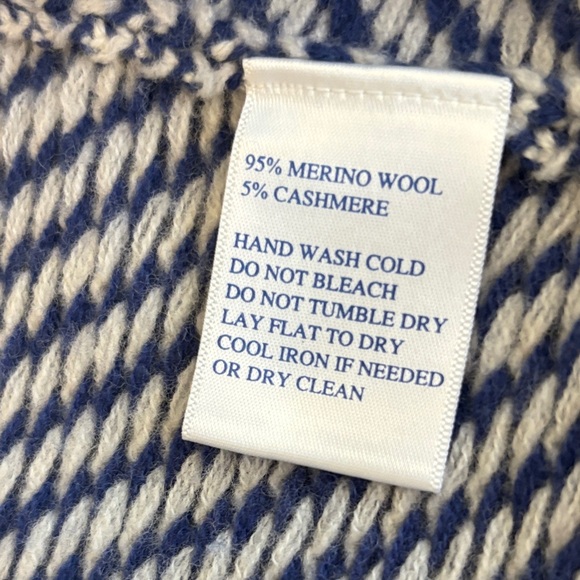 95% MERINO WOOL
5% CASHMERE
HAND WASH COLD
DO NOT BLEACH
DO NOT TUMBLE DRY
LAY FLAT TO DRY
COOL IRON IF NEEDED
OR DRY CLEAN